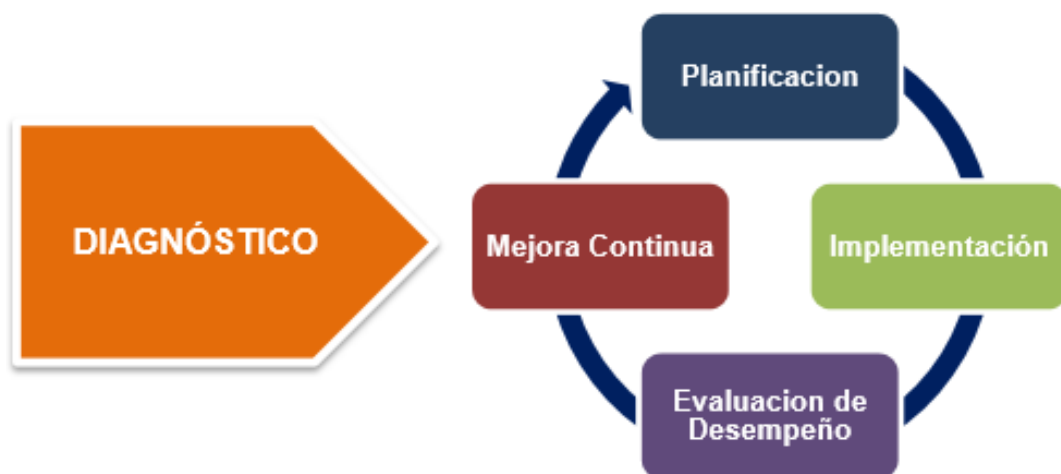 DIAGNÓSTICO
Planificacion
Mejora Continua
Implementación
Evaluacion de
Desempeño